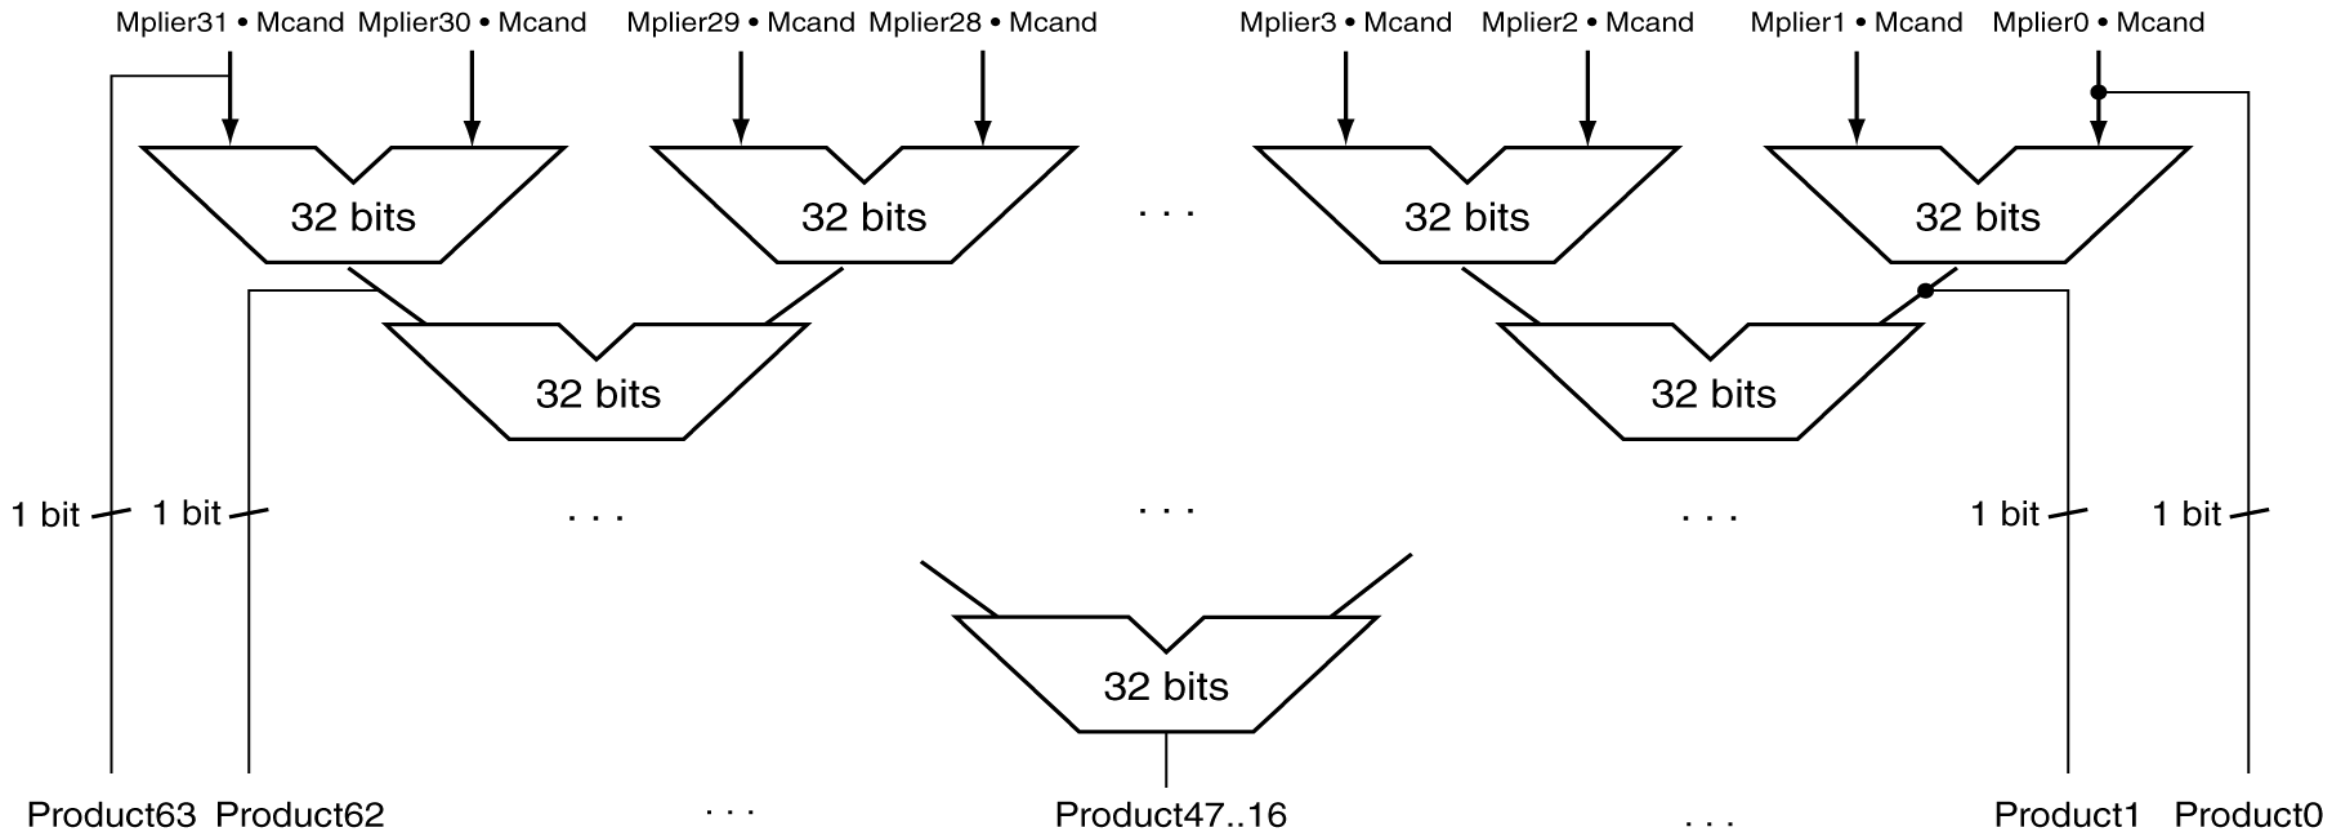 Mplier31 • Mcand Mplier30 • Mcand Mplier29 • Mcand Mplier28 • Mcand Mplier3 • Mcand Mplier2 • Mcand Mplier1 • Mcand Mplier0 • Mcand
32 bits 32 bits . . . 32 bits 32 bits
32 bits 32 bits
1 bit 1 bit . . . . . . . . . 1 bit 1 bit
32 bits
Product63 Product62 . . . Product47..16 . . . Product1 Product0